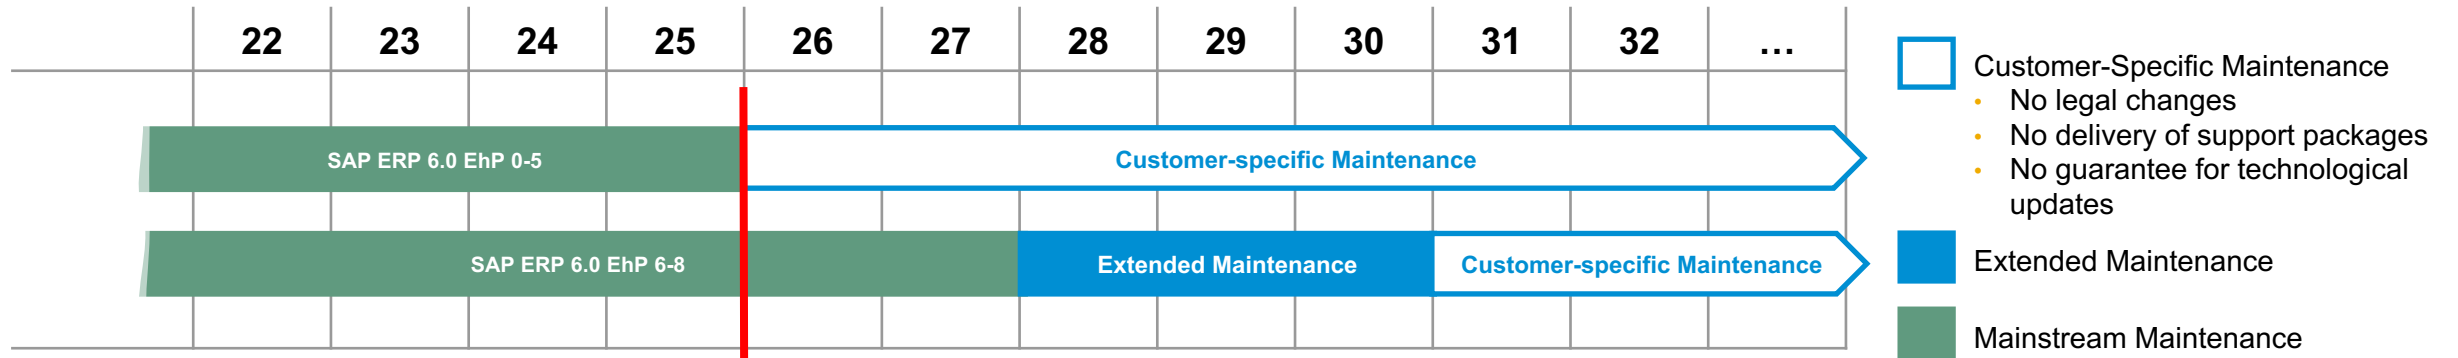 22 23 24 25 26 27 28 29 30 31 32 ...
SAP ERP 6.0 EhP 0-5 Customer-specific Maintenance
SAP ERP 6.0 EhP 6-8 Extended Maintenance Customer-specific Maintenance
Customer-Specific Maintenance
• No legal changes
• No delivery of support packages
• No guarantee for technological
updates
Extended Maintenance
Mainstream Maintenance